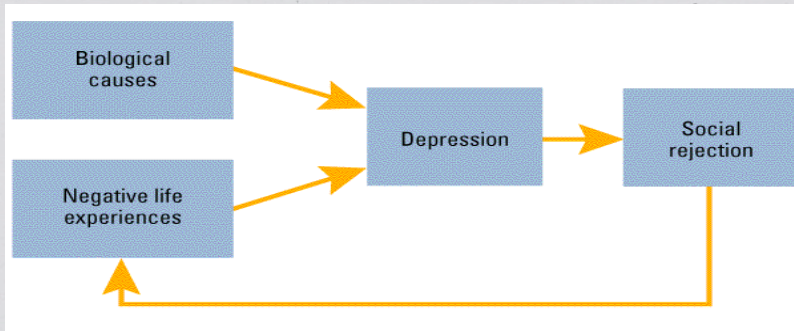 Biological
causes
Negative life
experiences
Depression
Social
rejection